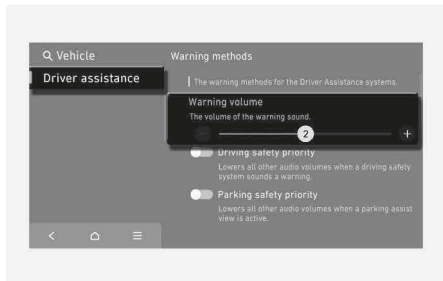 Vehicle
Driver assistance
Warning methods
The warning methods for the Driver Assistance systems.
Warning volume
The volume of the warning sound.
2
Driving safety priority
Lowers all other audio volumes when a driving safety
system sounds a warning.
Parking safety priority
Lowers all other audio volumes when a parking assist
view is active.